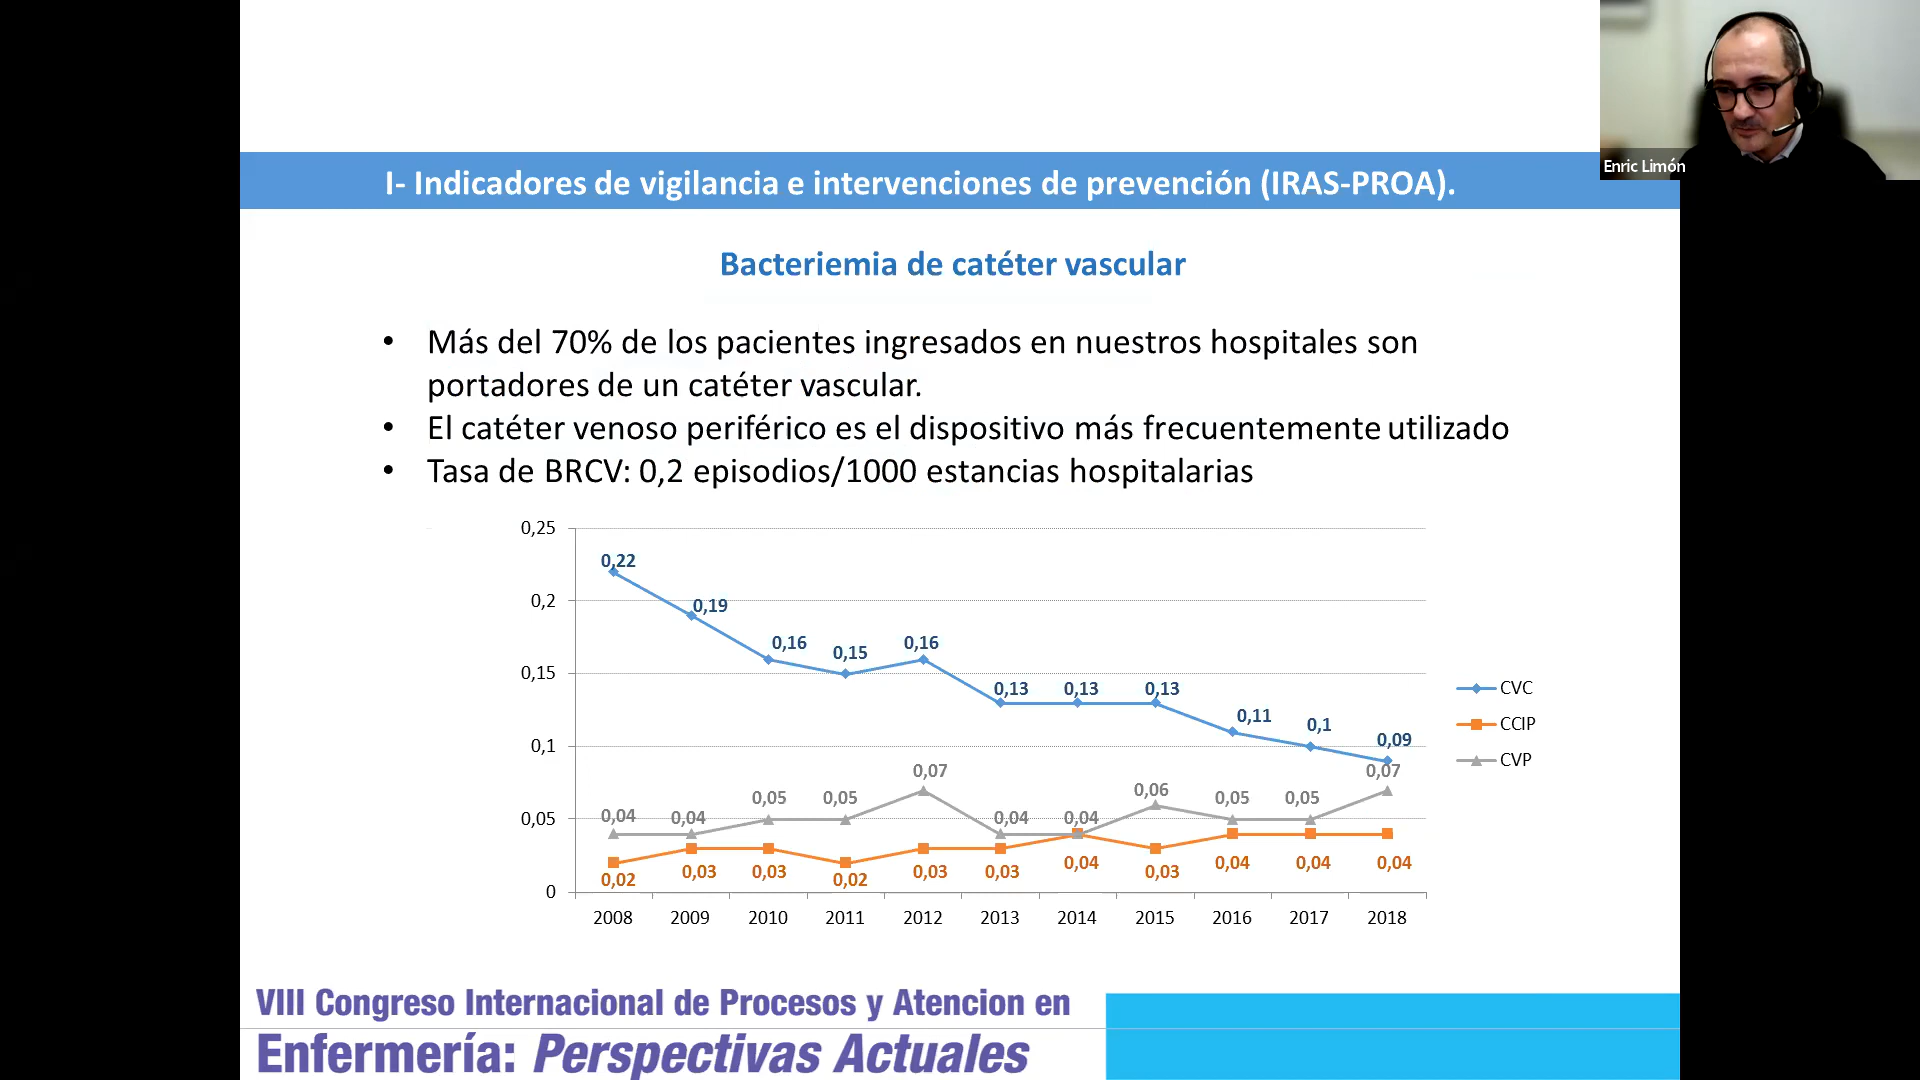 Enric Limón
I- Indicadores de vigilancia e intervenciones de prevención (IRAS-PROA).
Bacteriemia de catéter vascular
• Más del 70% de los pacientes ingresados en nuestros hospitales son
portadores de un catéter vascular.
• El catéter venoso periférico es el dispositivo más frecuentemente utilizado
• Tasa de BRCV: 0,2 episodios/1000 estancias hospitalarias
0,25
0,2
0,15
0,1
0,05
0
0,22 0,19 0,16 0,15 0,16 0,13 0,13 0,13 0,11 0,1 0,09
0,04 0,04 0,05 0,05 0,07 0,04 0,04 0,06 0,05 0,05 0,07
0,02 0,03 0,03 0,02 0,03 0,03 0,04 0,03 0,04 0,04 0,04
2008 2009 2010 2011 2012 2013 2014 2015 2016 2017 2018
CVC
CCIP
CVP
VIII Congreso Internacional de Procesos y Atencion en
Enfermería: Perspectivas Actuales